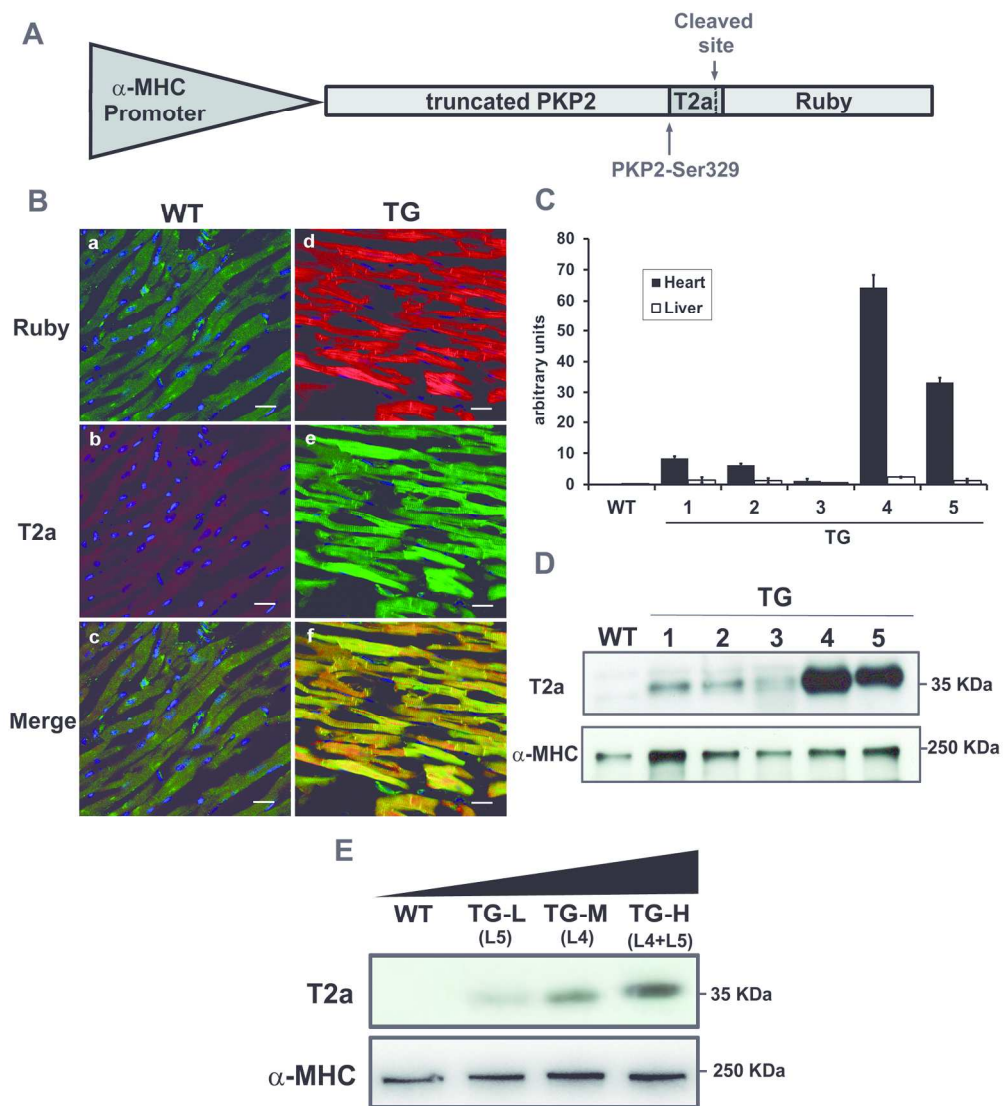 A
α-MHC
Promoter
truncated PKP2
T2a
Ruby
Cleaved
site
PKP2-Ser329
B
WT
TG
Ruby
T2a
Merge
a
d
b
e
c
f
C
arbitrary units
80
70
60
50
40
30
20
10
0
Heart
Liver
WT
1
2
3
4
5
TG
D
TG
WT
1
2
3
4
5
T2a
35 KDa
α-MHC
250 KDa
E
WT
TG-L
(L5)
TG-M
(L4)
TG-H
(L4+L5)
T2a
35 KDa
α-MHC
250 KDa